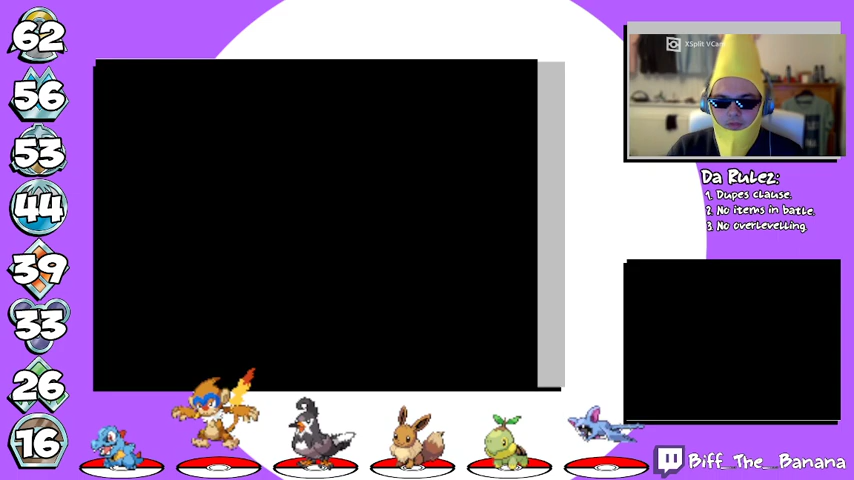 62
56
53
44
39
33
26
16
XSplit VCam
Da Rulez:
1. Dupes clause.
2. No items in batle.
3. No overlevelling.
Biff_The_Banana